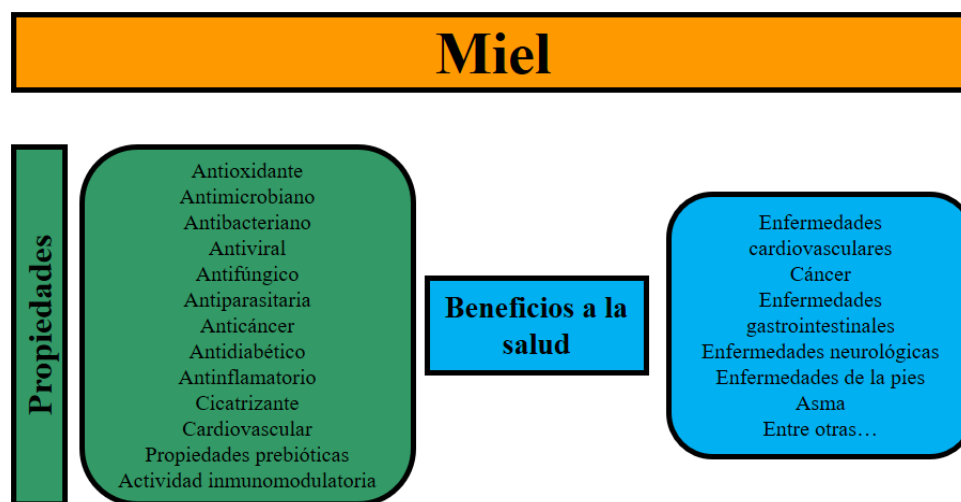 Miel
Propiedades
Antioxidante
Antimicrobiano
Antibacteriano
Antiviral
Antifúngico
Antiparasitaria
Anticáncer
Antidiabético
Antinflamatorio
Cicatrizante
Cardiovascular
Propiedades prebióticas
Actividad inmunomodulatoria
Beneficios a la
salud
Enfermedades
cardiovasculares
Cáncer
Enfermedades
gastrointestinales
Enfermedades neurológicas
Enfermedades de la pies
Asma
Entre otras…